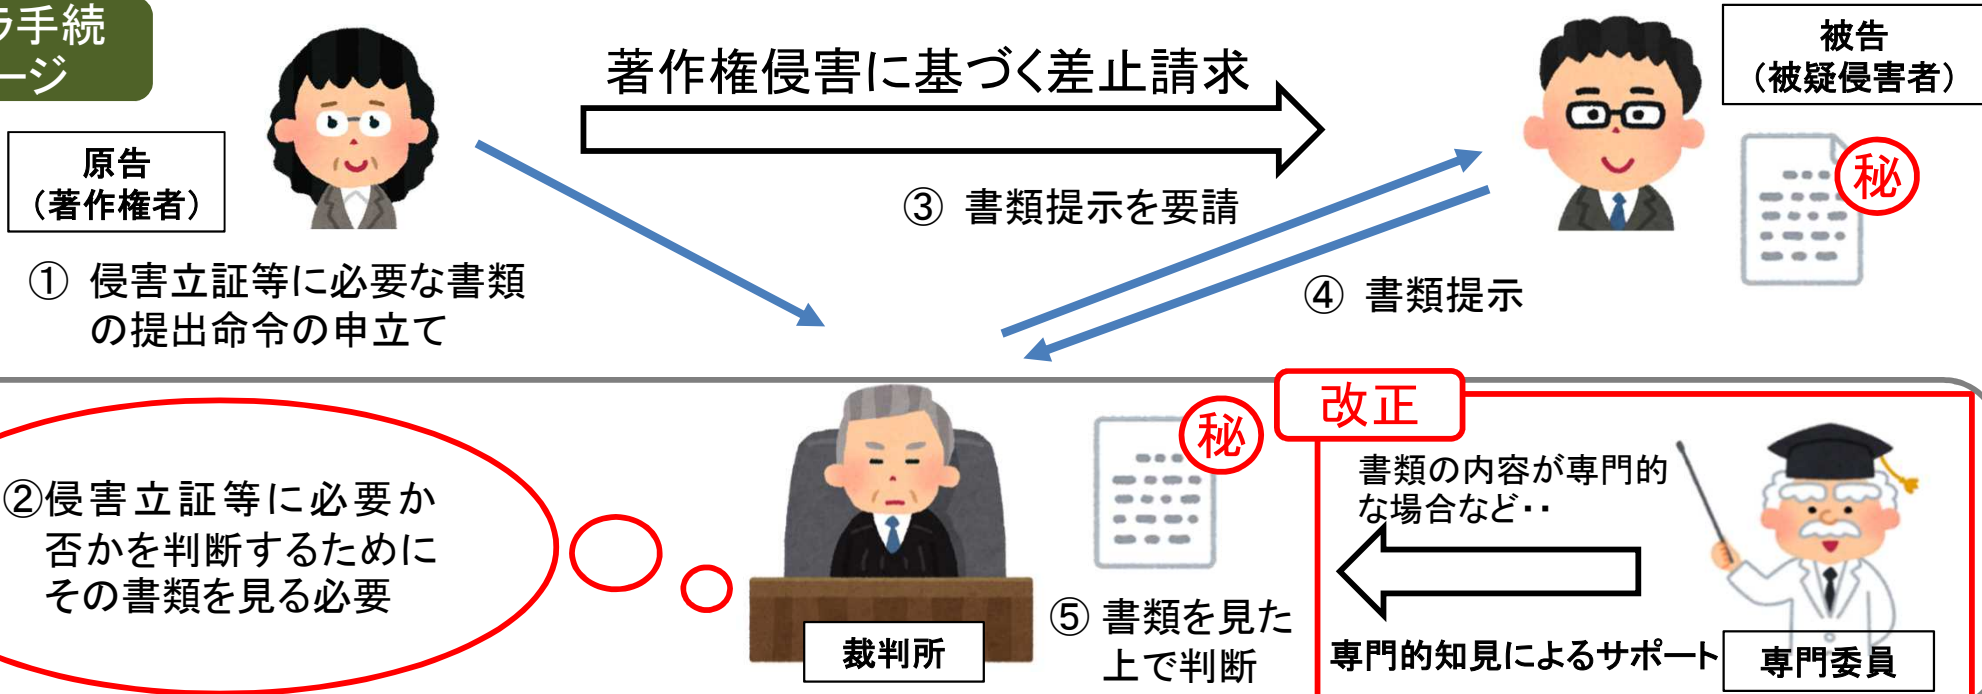 ラ手続
ージ
著作権侵害に基づく差止請求
被告
（被疑侵害者）
原告
（著作権者）
秘
③ 書類提示を要請
① 侵害立証等に必要な書類
の提出命令の申立て
④ 書類提示
改正
秘
②侵害立証等に必要か
否かを判断するために
その書類を見る必要
書類の内容が専門的
な場合など・・
⑤ 書類を見た
上で判断
裁判所
専門的知見によるサポート
専門委員